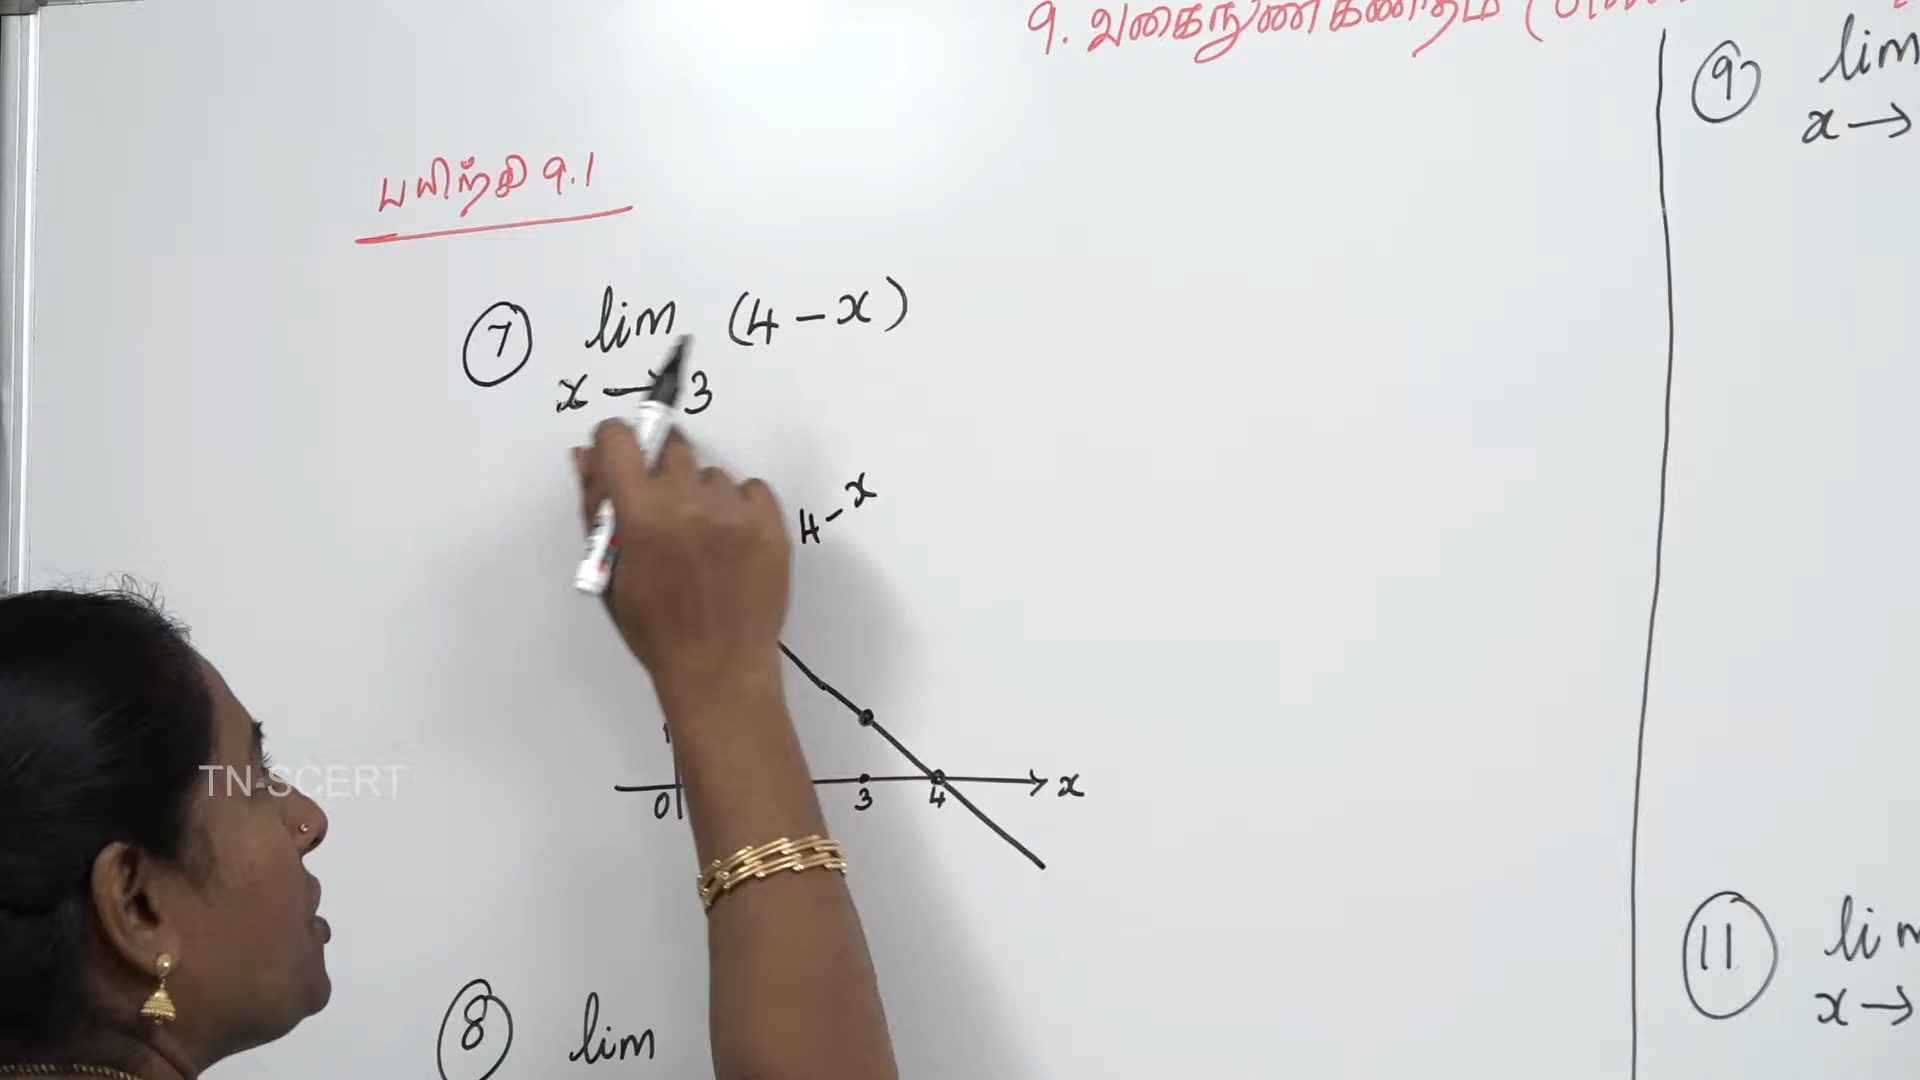 9. வகைநுண்கணிதம்
பயிற்சி 9.1
7 lim (4 - x)
x → 3
4 - x
1
0 3 4 x
8 lim
9 lim
x →
11 lim
x →
TN SCERT